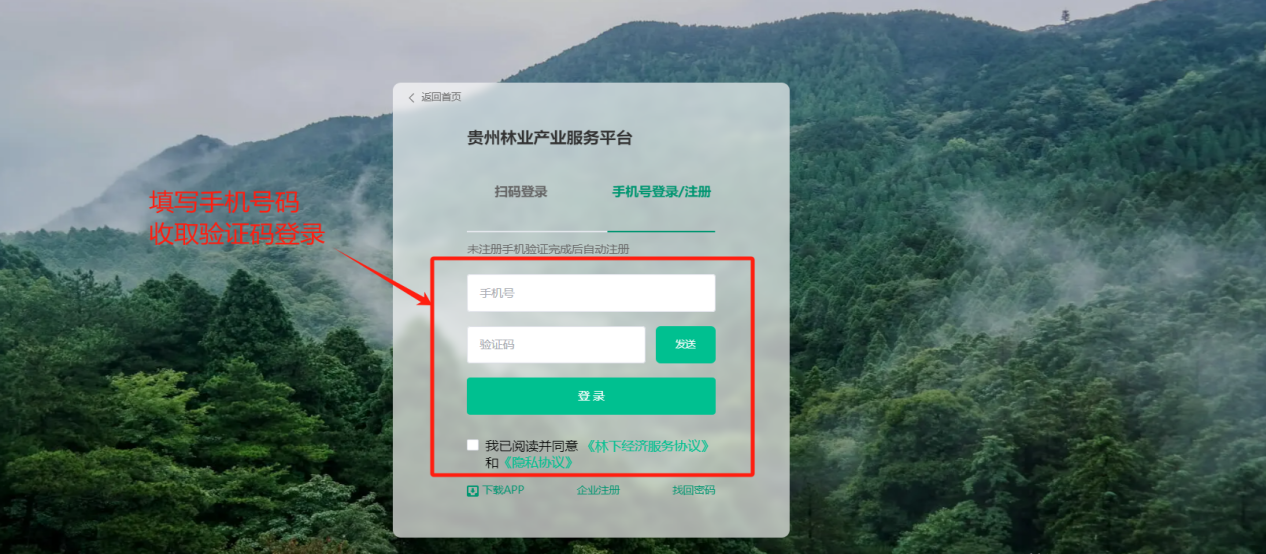 返回首页
贵州林业产业服务平台
扫码登录
手机号登录/注册
填写手机号码
收取验证码登录
未注册手机验证完成后自动注册
手机号
验证码
发送
登 录
我已阅读并同意 《林下经济服务协议》
和《隐私协议》
下载APP
企业注册
找回密码